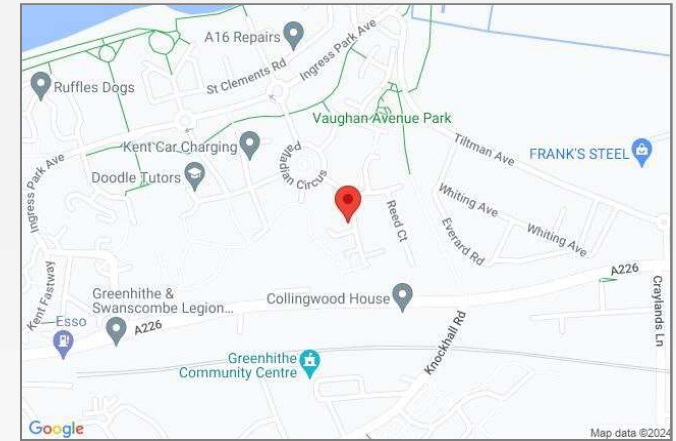 A16 Repairs
Ingress Park Ave
St Clements Rd
Ruffles Dogs
Vaughan Avenue Park
Kent Car Charging
Tiltman Ave
FRANK'S STEEL
Palladian Circus
Doodle Tutors
Ingress Park Ave
Whiting Ave
Reed Ct
Everard Rd
Whiting Ave
A226
Kent Fastway
Greenhithe &
Swanscombe Legion...
Collingwood House
Craylands Ln
Esso
A226
Knockhall Rd
Greenhithe
Community Centre
Google
Map data ©2024